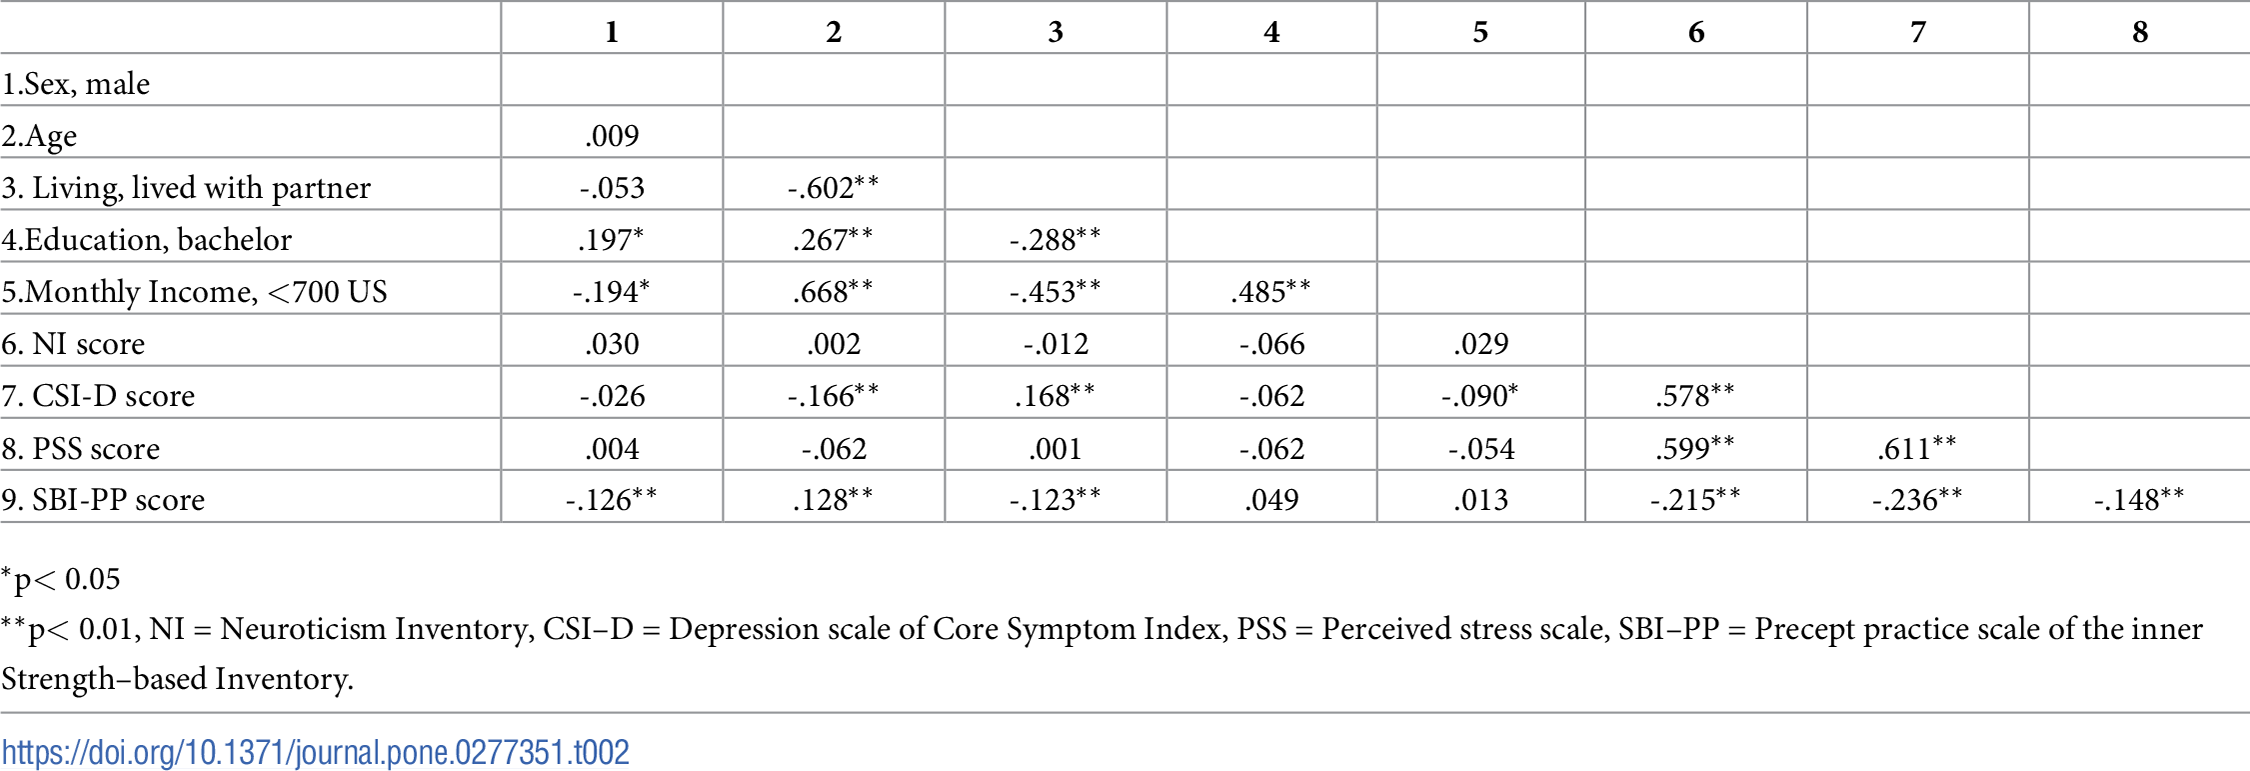 1 2 3 4 5 6 7 8
1.Sex, male
2.Age .009
3. Living, lived with partner -.053 -.602**
4.Education, bachelor .197* .267** -.288**
5.Monthly Income, <700 US -.194* .668** -.453** .485**
6. NI score .030 .002 -.012 -.066 .029
7. CSI-D score -.026 -.166** .168** -.062 -.090* .578**
8. PSS score .004 -.062 .001 -.062 -.054 .599** .611**
9. SBI-PP score -.126** .128** -.123** .049 .013 -.215** -.236** -.148**
*p< 0.05
**p< 0.01, NI = Neuroticism Inventory, CSI–D = Depression scale of Core Symptom Index, PSS = Perceived stress scale, SBI–PP = Precept practice scale of the inner
Strength–based Inventory.
https://doi.org/10.1371/journal.pone.0277351.t002